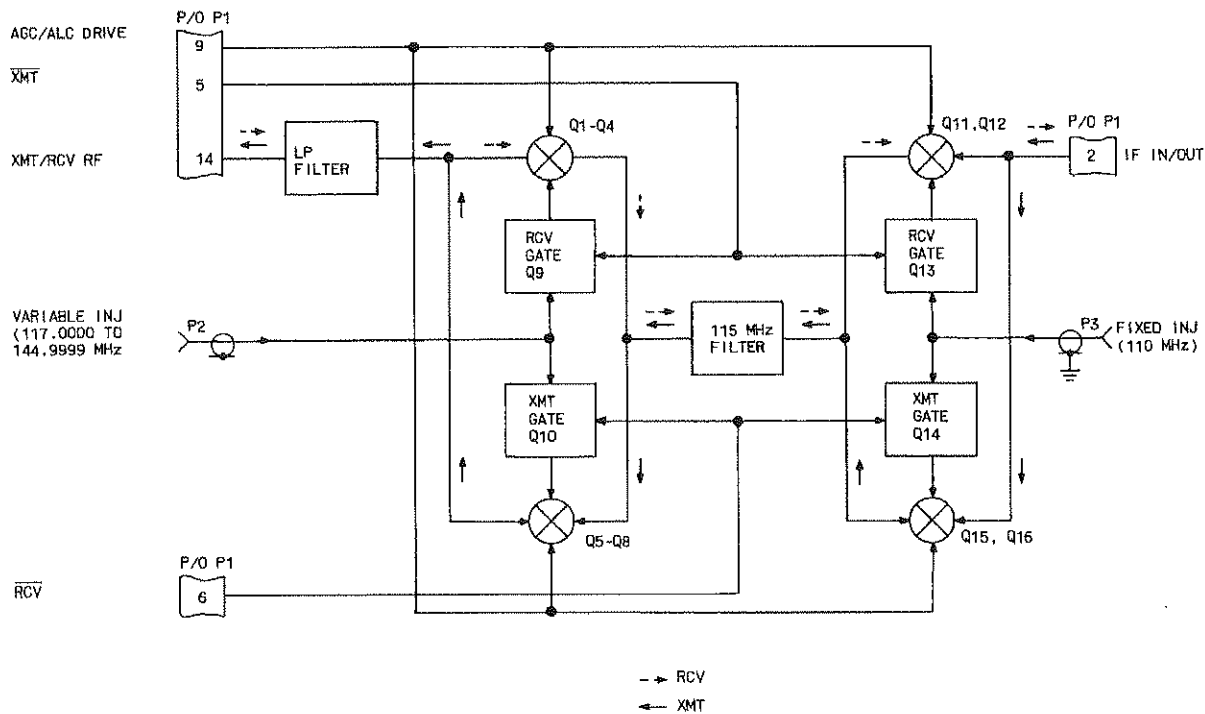 P/O P1
AGC/ALC DRIVE
9
XMT
5
XMT/RCV RF
14
LP
FILTER
Q1-Q4
Q11,Q12
P/O P1
2
IF IN/OUT
RCV
GATE
Q9
RCV
GATE
Q13
VARIABLE INJ
(117.0000 TO
144.9999 MHz
P2
115 MHz
FILTER
P3
FIXED INJ
(110 MHz)
XMT
GATE
Q10
XMT
GATE
Q14
Q5-Q8
Q15, Q16
P/O P1
RCV
6
RCV
XMT